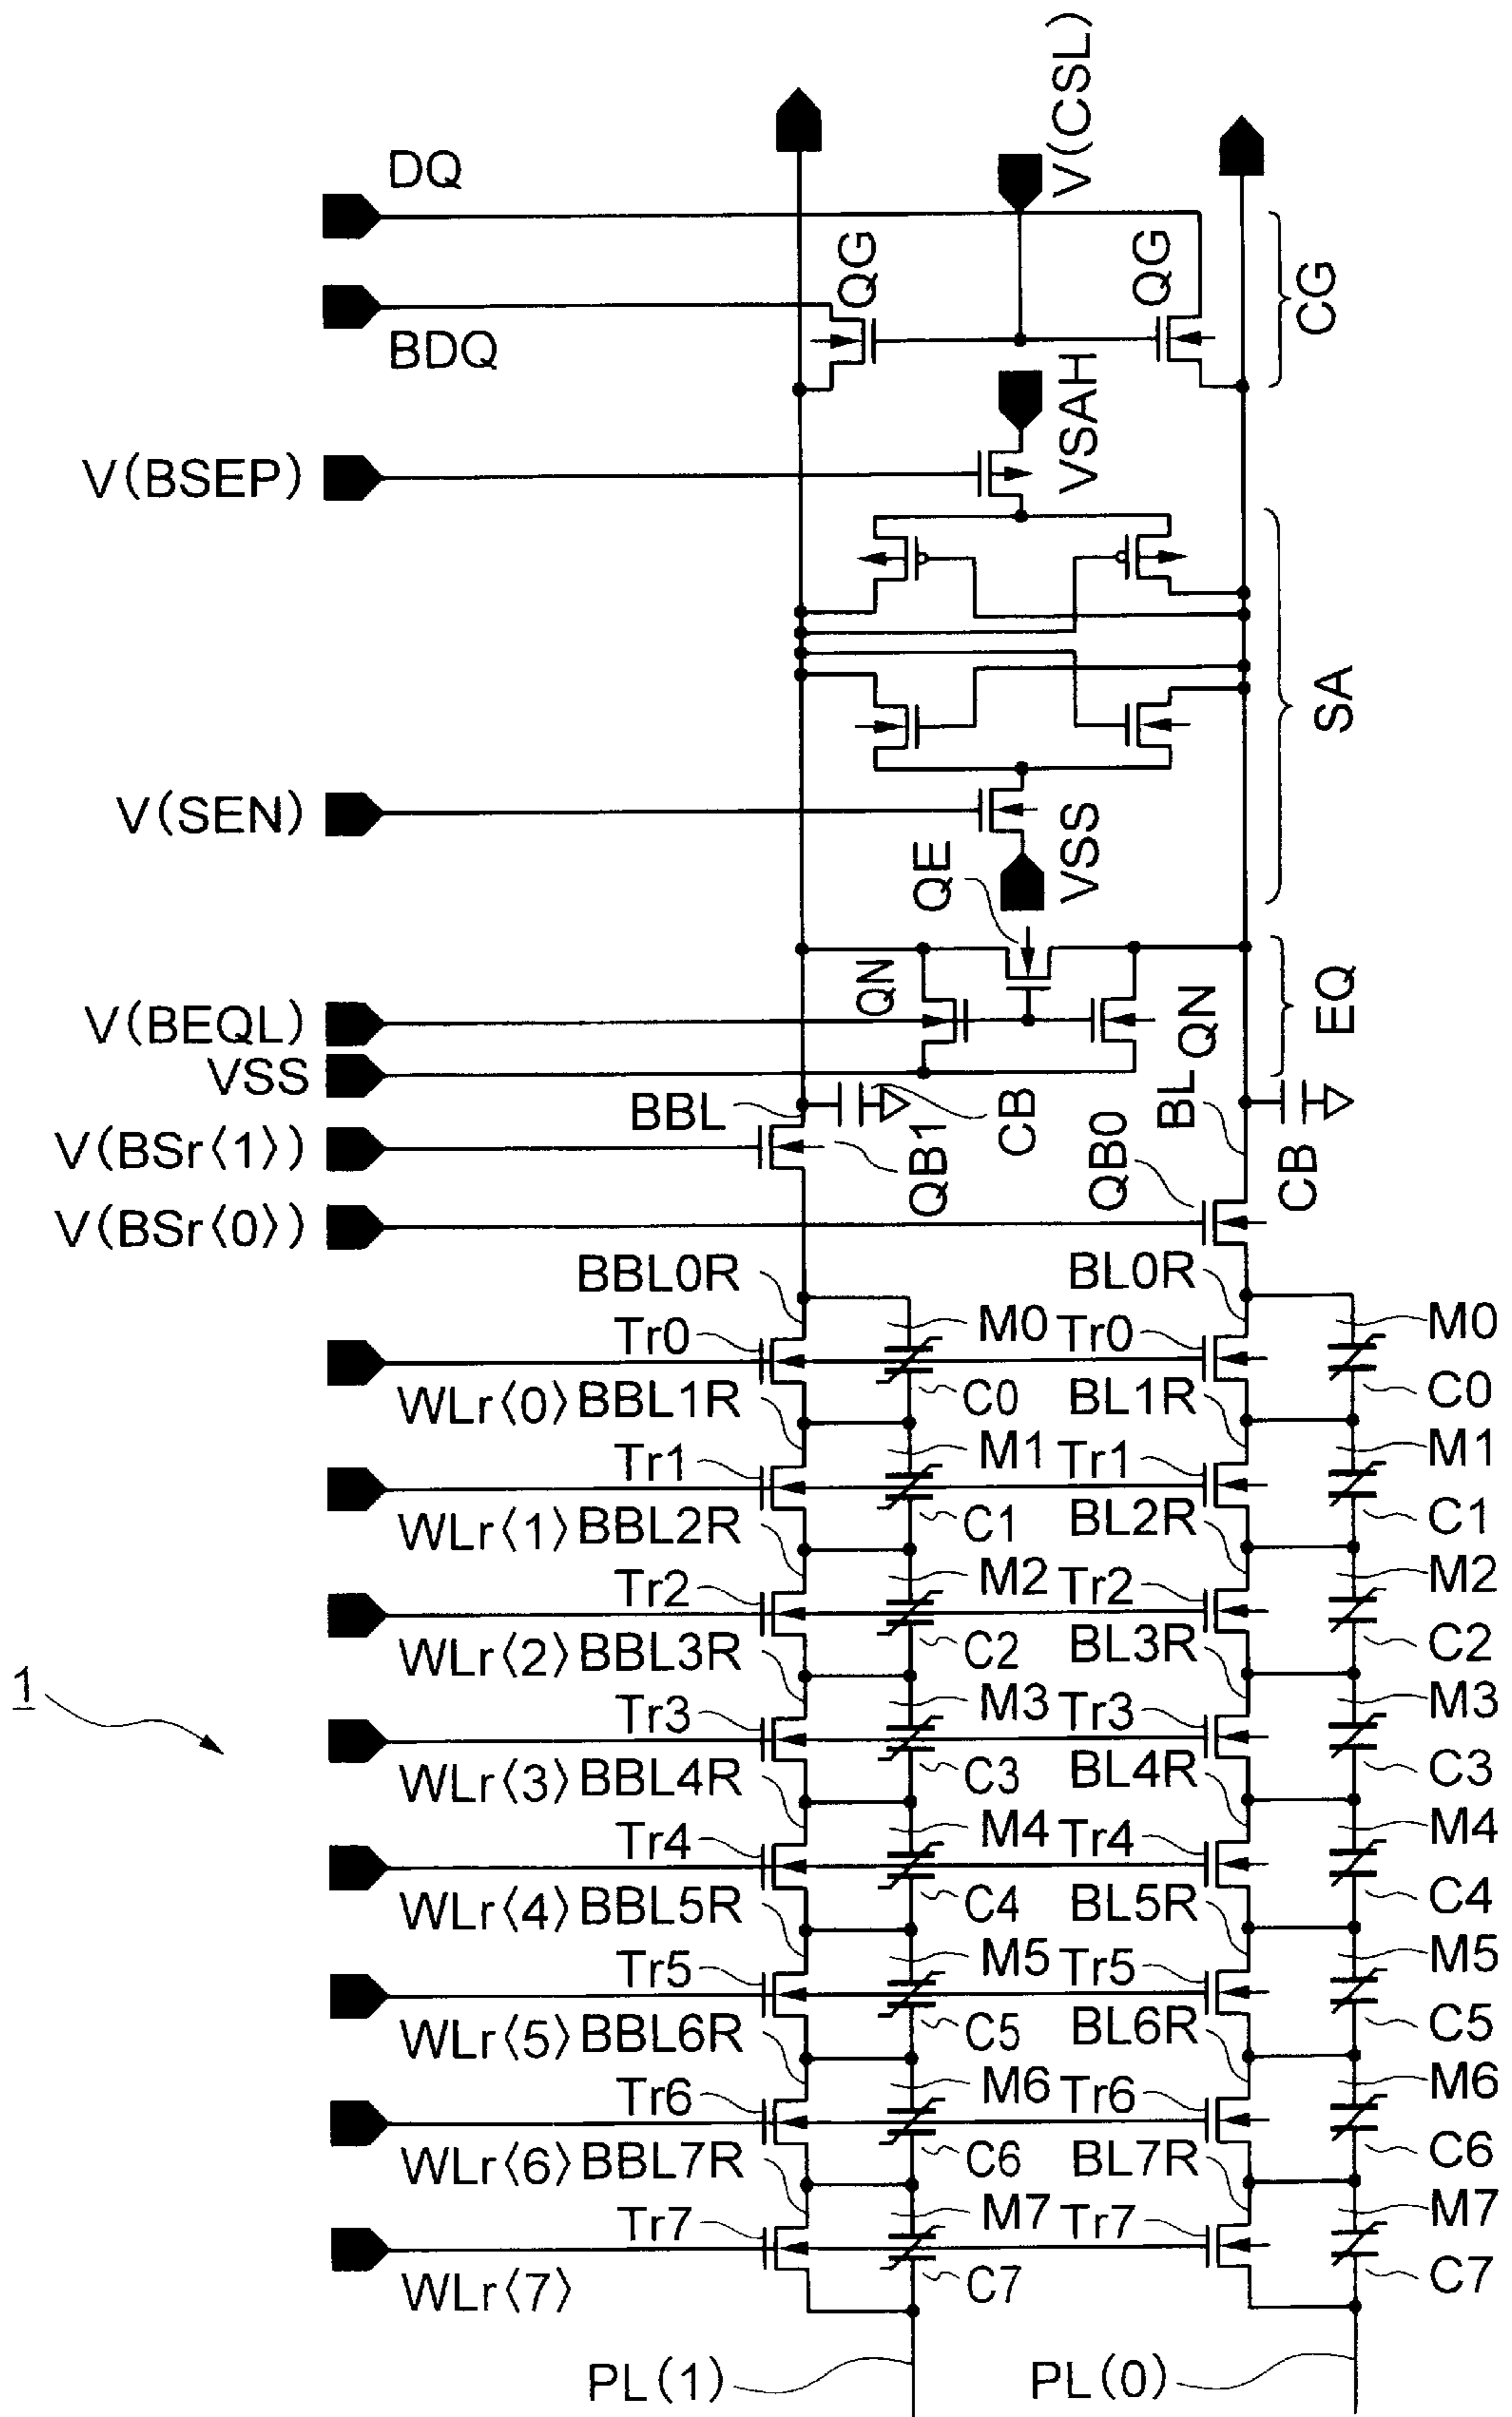 DQ
V(CSL)
QG
QG
CG
BDQ
VSAH
V(BSEP)
SA
V(SEN)
VSS
QE
QN
V(BEQL)
QN
EQ
VSS
BBL
CB
BL
V(BSr⟨1⟩)
QB1
QB0
CB
V(BSr⟨0⟩)
BBL0R
BL0R
Tr0
M0
Tr0
M0
WLr⟨0⟩
BBL1R
C0
BL1R
C0
Tr1
M1
Tr1
M1
WLr⟨1⟩
BBL2R
C1
BL2R
C1
Tr2
M2
Tr2
M2
WLr⟨2⟩
BBL3R
C2
BL3R
C2
1
Tr3
M3
Tr3
M3
WLr⟨3⟩
BBL4R
C3
BL4R
C3
Tr4
M4
Tr4
M4
WLr⟨4⟩
BBL5R
C4
BL5R
C4
Tr5
M5
Tr5
M5
WLr⟨5⟩
BBL6R
C5
BL6R
C5
Tr6
M6
Tr6
M6
WLr⟨6⟩
BBL7R
C6
BL7R
C6
Tr7
M7
Tr7
M7
WLr⟨7⟩
C7
C7
PL(1)
PL(0)